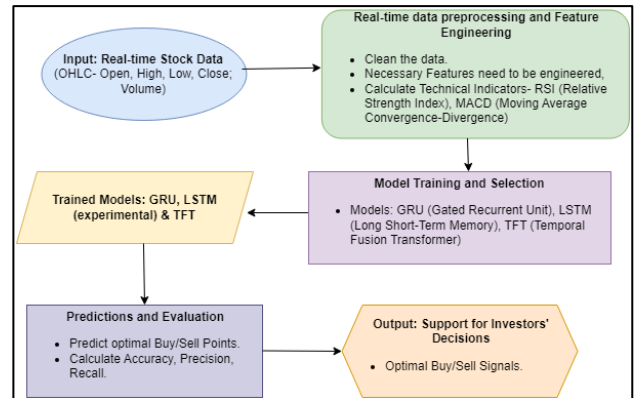 Input: Real-time Stock Data
(OHLC- Open, High, Low, Close;
Volume)
Real-time data preprocessing and Feature
Engineering
• Clean the data.
• Necessary Features need to be engineered,
• Calculate Technical Indicators- RSI (Relative
Strength Index), MACD (Moving Average
Convergence-Divergence)
Model Training and Selection
• Models: GRU (Gated Recurrent Unit), LSTM
(Long Short-Term Memory), TFT (Temporal
Fusion Transformer)
Trained Models: GRU, LSTM
(experimental) & TFT
Predictions and Evaluation
• Predict optimal Buy/Sell Points.
• Calculate Accuracy, Precision,
Recall.
Output: Support for Investors'
Decisions
• Optimal Buy/Sell Signals.